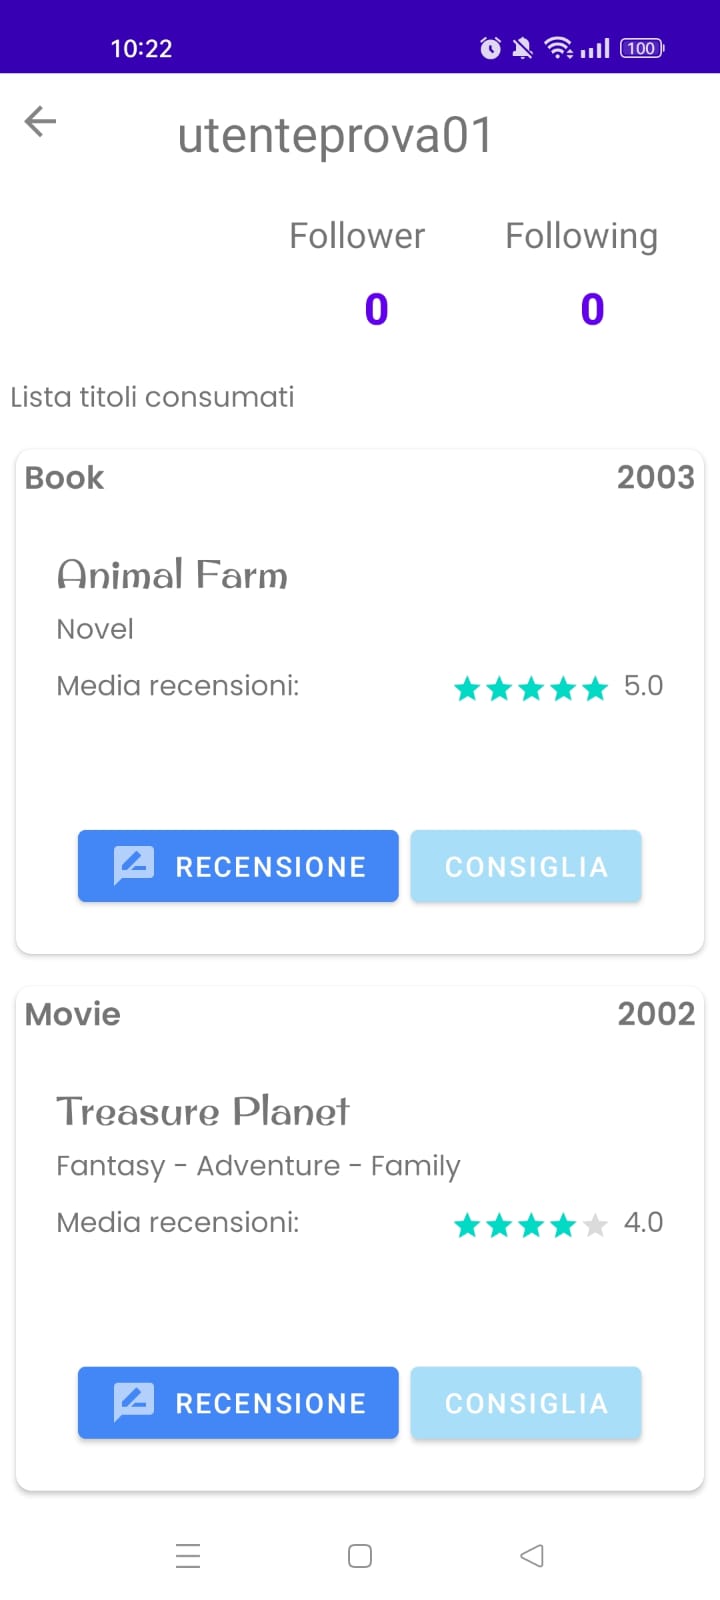 10:22 100
utenteprova01
Follower Following
0 0
Lista titoli consumati
Book 2003
Animal Farm
Novel
Media recensioni: 5.0
RECENSIONE CONSIGLIA
Movie 2002
Treasure Planet
Fantasy - Adventure - Family
Media recensioni: 4.0
RECENSIONE CONSIGLIA